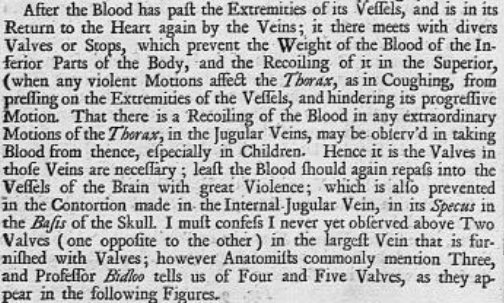 After the Blood has paſt the Extremities of its Veſſels, and is in its
Return to the Heart again by the Veins; it there meets with divers
Valves or Stops, which prevent the Weight of the Blood of the In-
ferior Parts of the Body, and the Recoiling of it in the Superior,
(when any violent Motions affect the Thorax, as in Coughing, from
preſſing on the Extremities of the Veſſels, and hindering its progreſſive
Motion. That there is a Recoiling of the Blood in any extraordinary
Motions of the Thorax, in the Jugular Veins, may be obſerv'd in taking
Blood from thence, eſpecially in Children. Hence it is the Valves in
thoſe Veins are neceſſary; leaſt the Blood ſhould again repaſs into the
Veſſels of the Brain with great Violence; which is alſo prevented
in the Contortion made in the Internal Jugular Vein, in its Specus in
the Baſis of the Skull. I muſt confeſs I never yet obſerved above Two
Valves (one oppoſite to the other) in the largeſt Vein that is fur-
niſhed with Valves; however Anatomiſts commonly mention Three,
and Profeſſor Bidloo tells us of Four and Five Valves, as they ap-
pear in the following Figures.